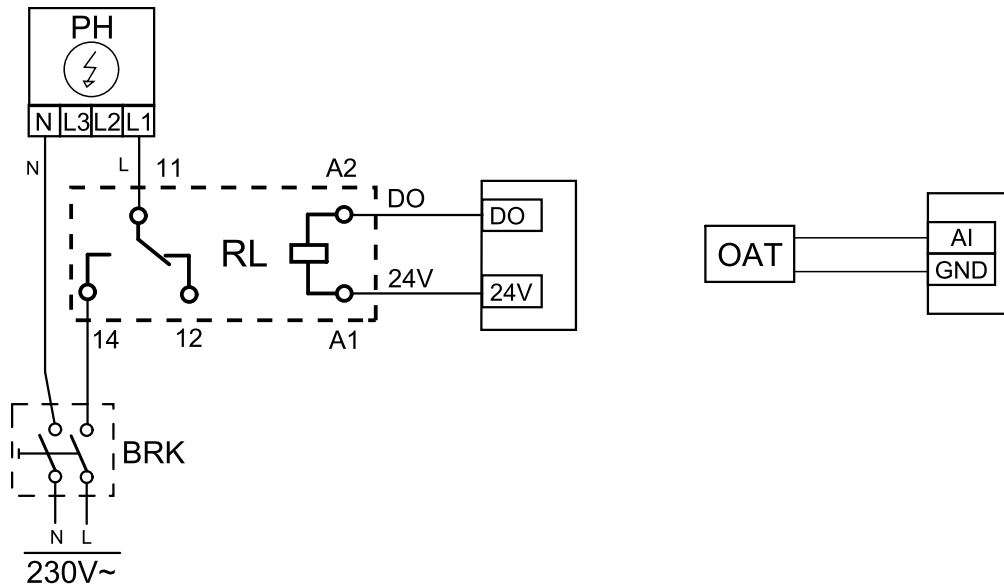 PH
N L3 L2 L1
N
L
11
A2
DO
DO
RL
24V
24V
14
12
A1
BRK
N L
230V~
OAT
AI
GND